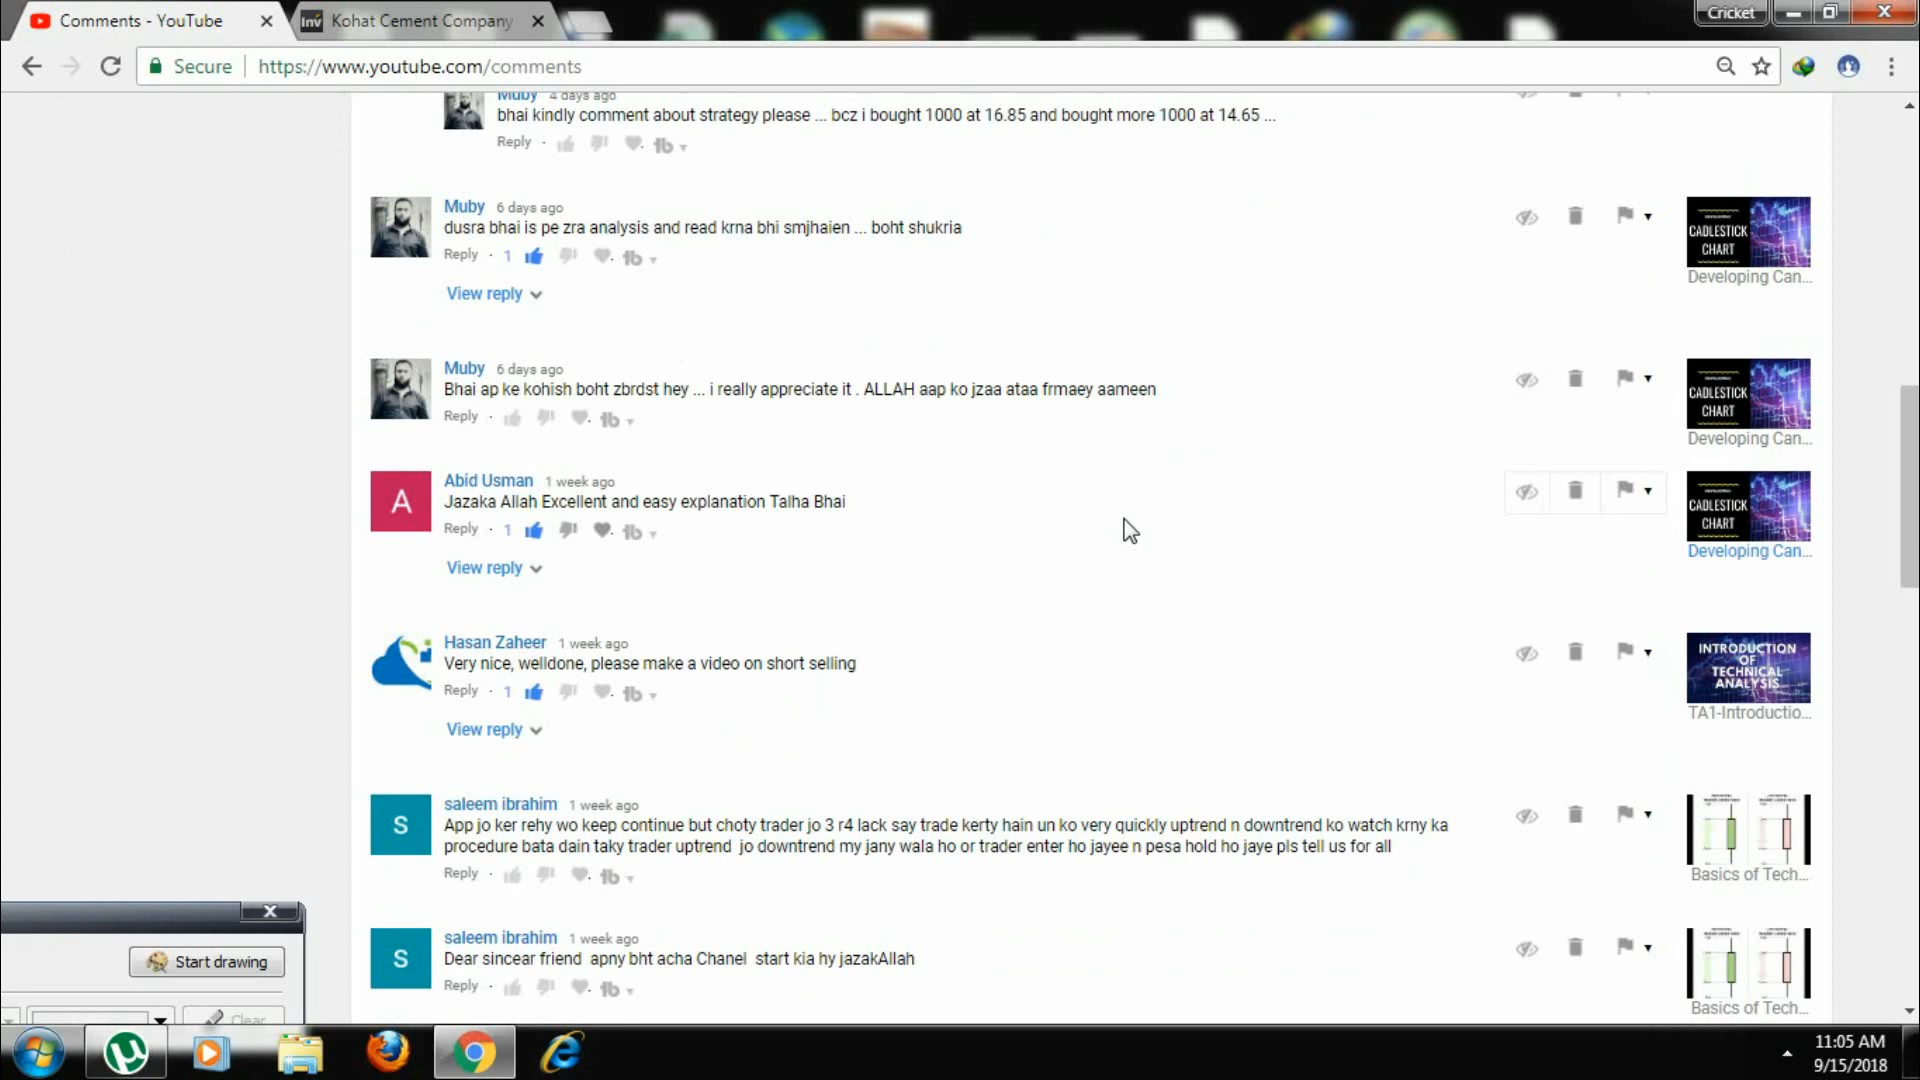 Comments - YouTube
Inv Kohat Cement Company
Cricket
Secure https://www.youtube.com/comments
Muby 4 days ago
bhai kindly comment about strategy please ... bcz i bought 1000 at 16.85 and bought more 1000 at 14.65 ...
Reply ·
Muby 6 days ago
dusra bhai is pe zra analysis and read krna bhi smjhaien ... boht shukria
Reply · 1
View reply
CADLESTICK
CHART
Developing Can...
Muby 6 days ago
Bhai ap ke kohish boht zbrdst hey ... i really appreciate it . ALLAH aap ko jzaa ataa frmaey aameen
Reply ·
CADLESTICK
CHART
Developing Can...
A
Abid Usman 1 week ago
Jazaka Allah Excellent and easy explanation Talha Bhai
Reply · 1
View reply
CADLESTICK
CHART
Developing Can...
Hasan Zaheer 1 week ago
Very nice, welldone, please make a video on short selling
Reply · 1
View reply
INTRODUCTION
OF
TECHNICAL
ANALYSIS
TA1-Introductio...
S
saleem ibrahim 1 week ago
App jo ker rehy wo keep continue but choty trader jo 3 r4 lack say trade kerty hain un ko very quickly uptrend n downtrend ko watch krny ka
procedure bata dain taky trader uptrend jo downtrend my jany wala ho or trader enter ho jayee n pesa hold ho jaye pls tell us for all
Reply ·
Basics of Tech...
S
saleem ibrahim 1 week ago
Dear sincear friend apny bht acha Chanel start kia hy jazakAllah
Reply ·
Basics of Tech...
Start drawing
Clear
11:05 AM
9/15/2018